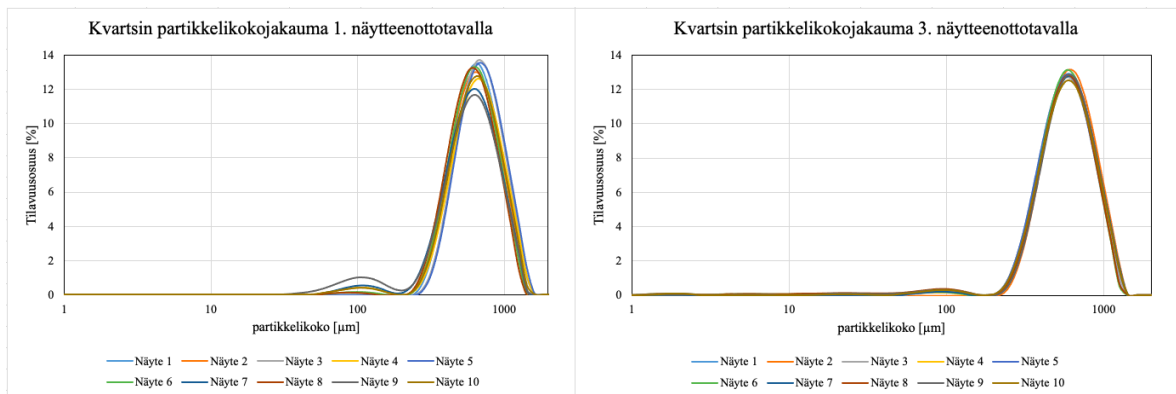 Kvartsin partikkelikokojakauma 1. näytteenottotavalla
Tilavuusosuus [%]
14
12
10
8
6
4
2
0
1 10 100 1000
partikkelikoko [µm]
Näyte 1 Näyte 2 Näyte 3 Näyte 4 Näyte 5
Näyte 6 Näyte 7 Näyte 8 Näyte 9 Näyte 10
Kvartsin partikkelikokojakauma 3. näytteenottotavalla
Tilavuusosuus [%]
14
12
10
8
6
4
2
0
1 10 100 1000
partikkelikoko [µm]
Näyte 1 Näyte 2 Näyte 3 Näyte 4 Näyte 5
Näyte 6 Näyte 7 Näyte 8 Näyte 9 Näyte 10